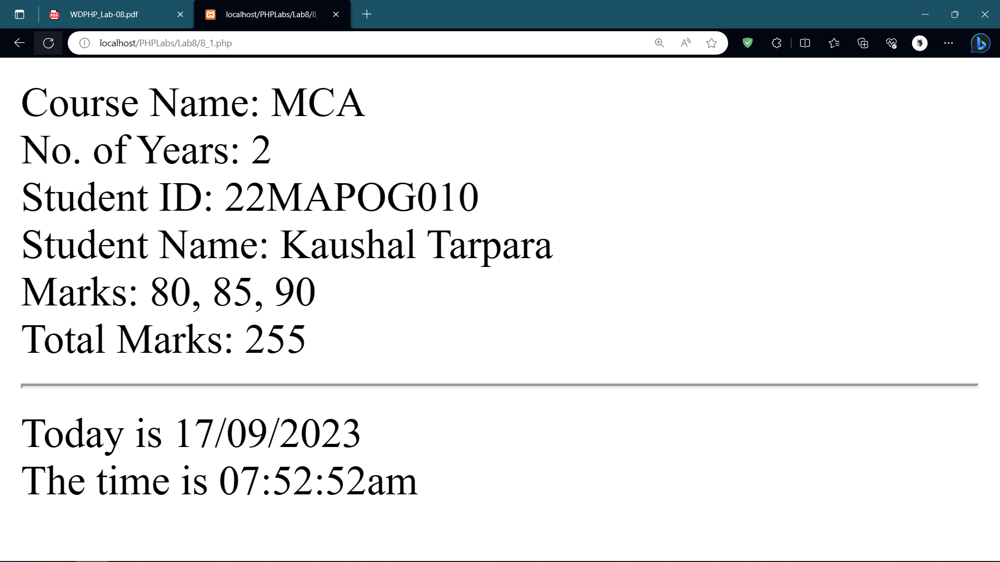 WDPHP_Lab-08.pdf
localhost/PHPLabs/Lab8/8_
localhost/PHPLabs/Lab8/8_1.php
Course Name: MCA
No. of Years: 2
Student ID: 22MAPOG010
Student Name: Kaushal Tarpara
Marks: 80, 85, 90
Total Marks: 255
Today is 17/09/2023
The time is 07:52:52am